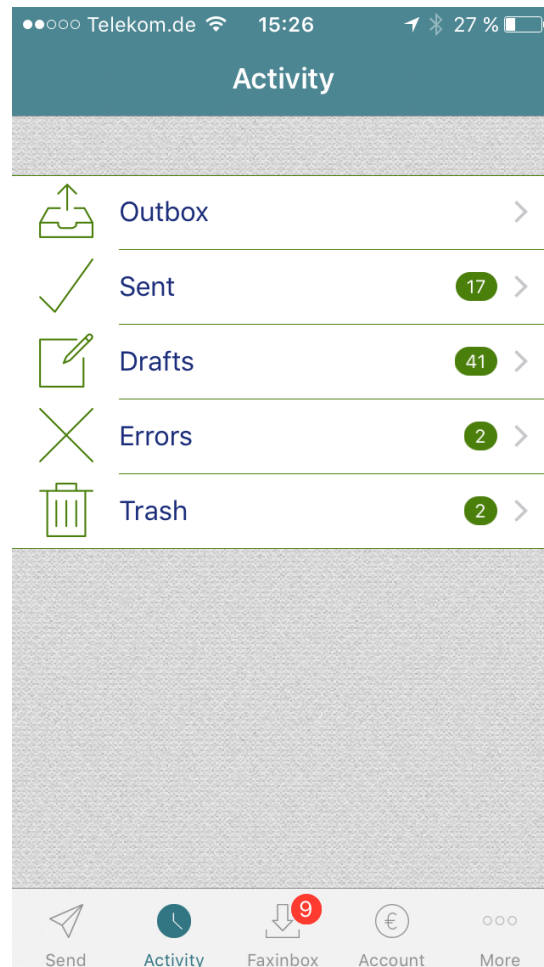 Telekom.de 15:26 27 %
Activity
Outbox
Sent 17
Drafts 41
Errors 2
Trash 2
9
Send Activity Faxinbox Account More